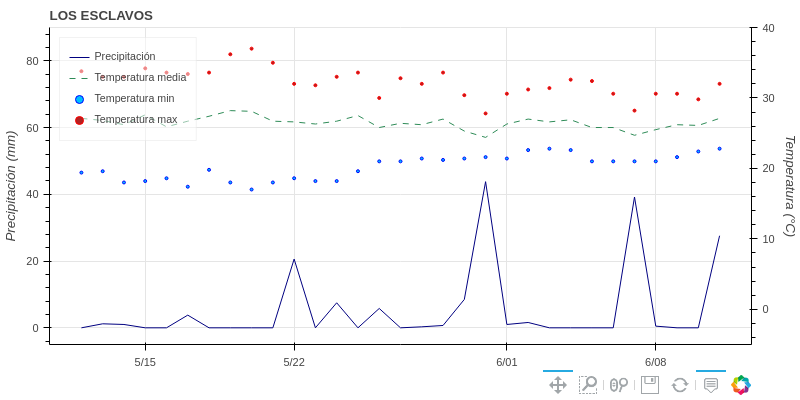 LOS ESCLAVOS
Precipitación
Temperatura media
Temperatura min
Temperatura max
Precipitación (mm)
80
60
40
20
0
Temperatura (°C)
40
30
20
10
0
5/15
5/22
6/01
6/08